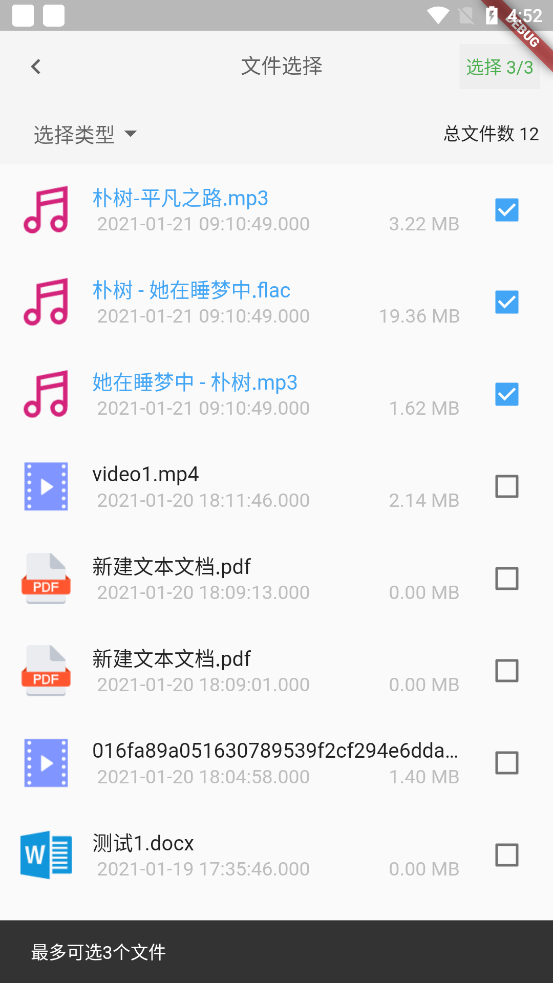 4:52
DEBUG
文件选择
选择 3/3
选择类型
总文件数 12
朴树-平凡之路.mp3
2021-01-21 09:10:49.000 3.22 MB
朴树 - 她在睡梦中.flac
2021-01-21 09:10:49.000 19.36 MB
她在睡梦中 - 朴树.mp3
2021-01-21 09:10:49.000 1.62 MB
video1.mp4
2021-01-20 18:11:46.000 2.14 MB
PDF
新建文本文档.pdf
2021-01-20 18:09:13.000 0.00 MB
PDF
新建文本文档.pdf
2021-01-20 18:09:01.000 0.00 MB
016fa89a051630789539f2cf294e6dda...
2021-01-20 18:04:58.000 1.40 MB
W
测试1.docx
2021-01-19 17:35:46.000 0.00 MB
最多可选3个文件